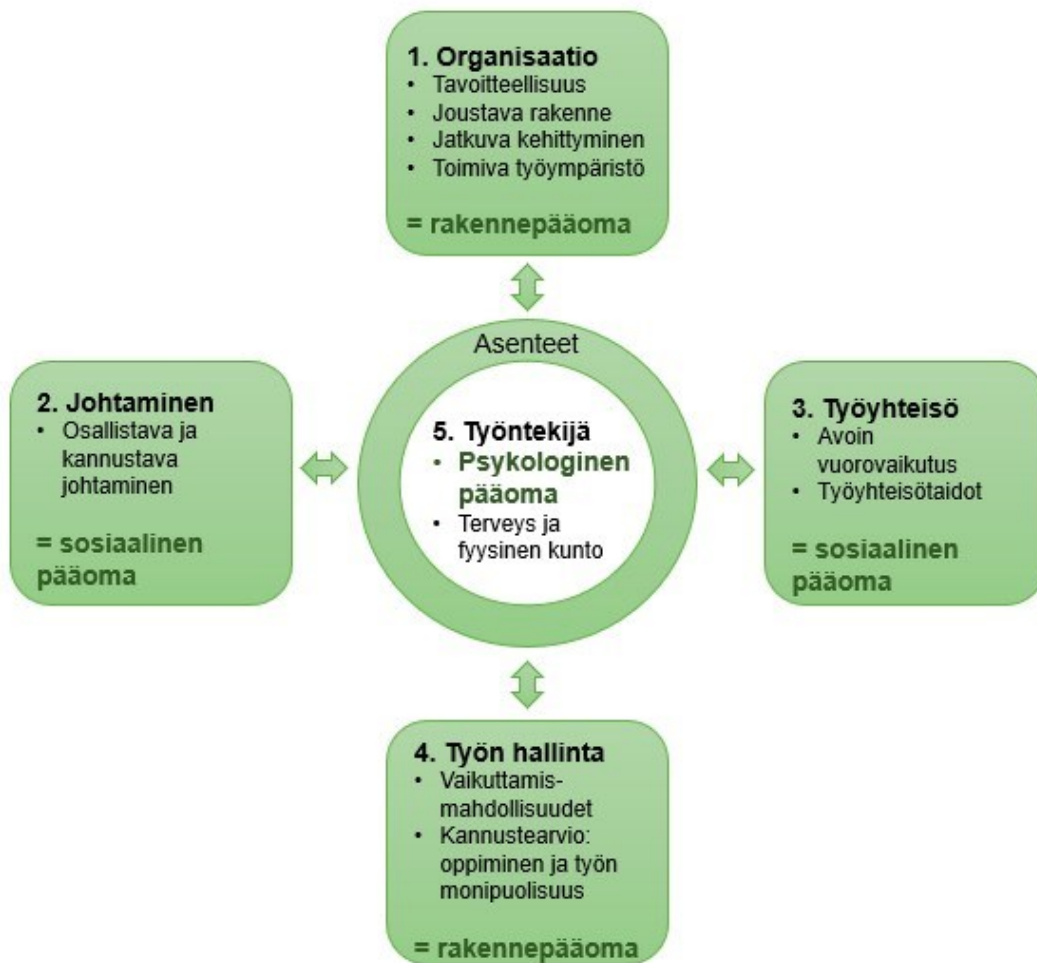 1. Organisaatio
• Tavoitteellisuus
• Joustava rakenne
• Jatkuva kehittyminen
• Toimiva työympäristö
= rakennepääoma
Asenteet
2. Johtaminen
• Osallistava ja
kannustava
johtaminen
= sosiaalinen
pääoma
5. Työntekijä
• Psykologinen
pääoma
• Terveys ja
fyysinen kunto
3. Työyhteisö
• Avoin
vuorovaikutus
• Työyhteisötaidot
= sosiaalinen
pääoma
4. Työn hallinta
• Vaikuttamis-
mahdollisuudet
• Kannustearvio:
oppiminen ja työn
monipuolisuus
= rakennepääoma